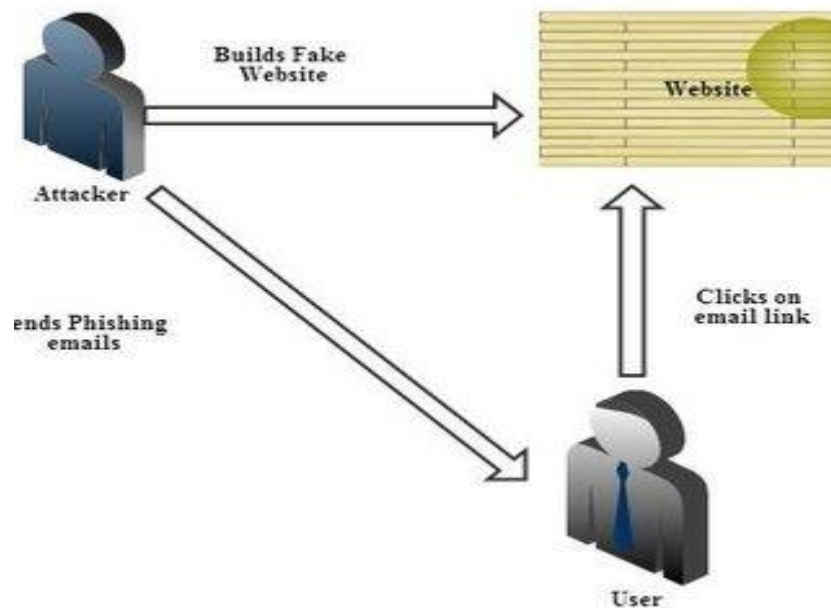 Builds Fake
Website
Website
Attacker
ends Phishing
emails
Clicks on
email link
User